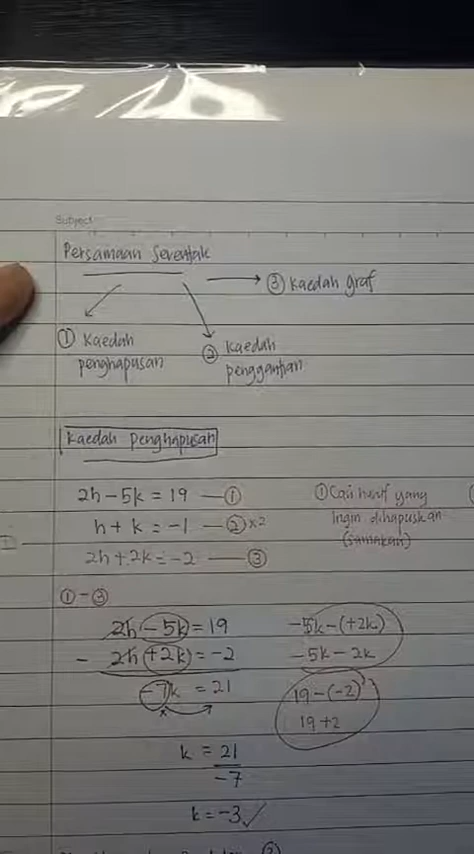 Subject
Persamaan Serentak
③ Kaedah graf
① Kaedah penghapusan
② Kaedah penggantian
Kaedah Penghapusan
2h - 5k = 19 — ①
h + k = -1 — ② ×2
2h + 2k = -2 — ③
① Cari huruf yang
ingin dihapuskan
(samakan)
① - ③
2h - 5k = 19
- 2h + 2k = -2
-7k = 21
-5k - (+2k)
-5k - 2k
19 - (-2)
19 + 2
k = 21
-7
k = -3 ✓